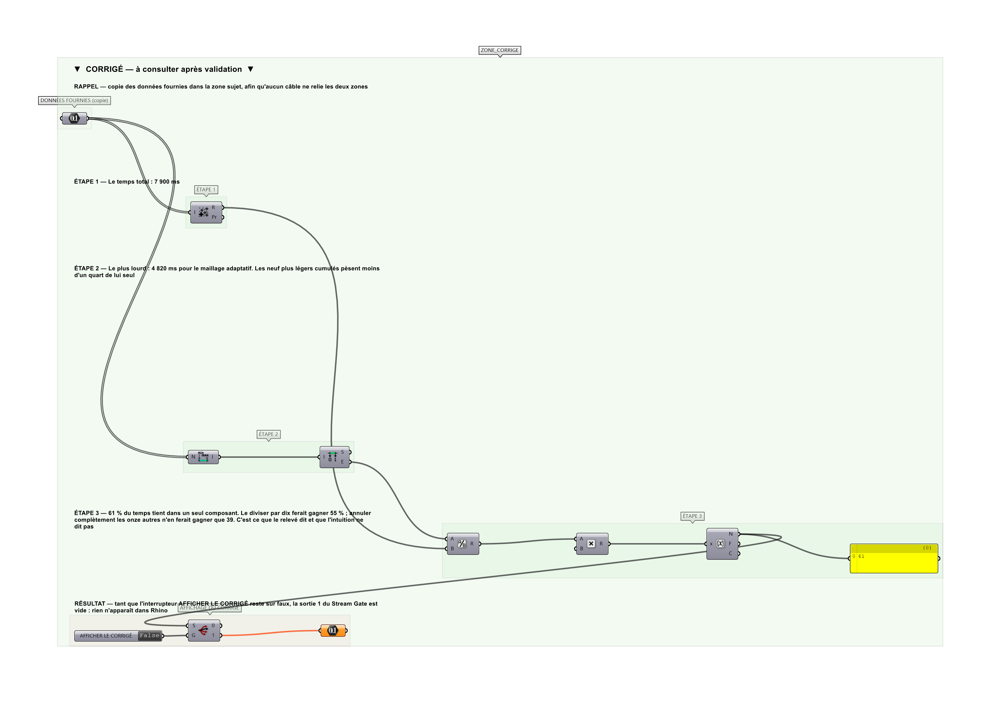 ZONE_CORRIGE
▼ CORRIGÉ — à consulter après validation ▼
RAPPEL — copie des données fournies dans la zone sujet, afin qu'aucun câble ne relie les deux zones
DONNÉES FOURNIES (copie)
0.1
ÉTAPE 1 — Le temps total : 7 900 ms
ÉTAPE 1
I R Pr
ÉTAPE 2 — Le plus lourd : 4 820 ms pour le maillage adaptatif. Les neuf plus légers cumulés pèsent moins
d'un quart de lui seul
ÉTAPE 2
N min max I
I 0 1 S E
ÉTAPE 3 — 61 % du temps tient dans un seul composant. Le diviser par dix ferait gagner 55 % ; annuler
complètement les onze autres n'en ferait gagner que 39. C'est ce que le relevé dit et que l'intuition ne
dit pas
ÉTAPE 3
A B A/B R
A B × R
x [x] N F C
{0}
0 61
RÉSULTAT — tant que l'interrupteur AFFICHER LE CORRIGÉ reste sur faux, la sortie 1 du Stream Gate est
vide : rien n'apparaît dans Rhino
AFFICHAGE DU CORRIGÉ
AFFICHER LE CORRIGÉ False
S G 0 1
0.1